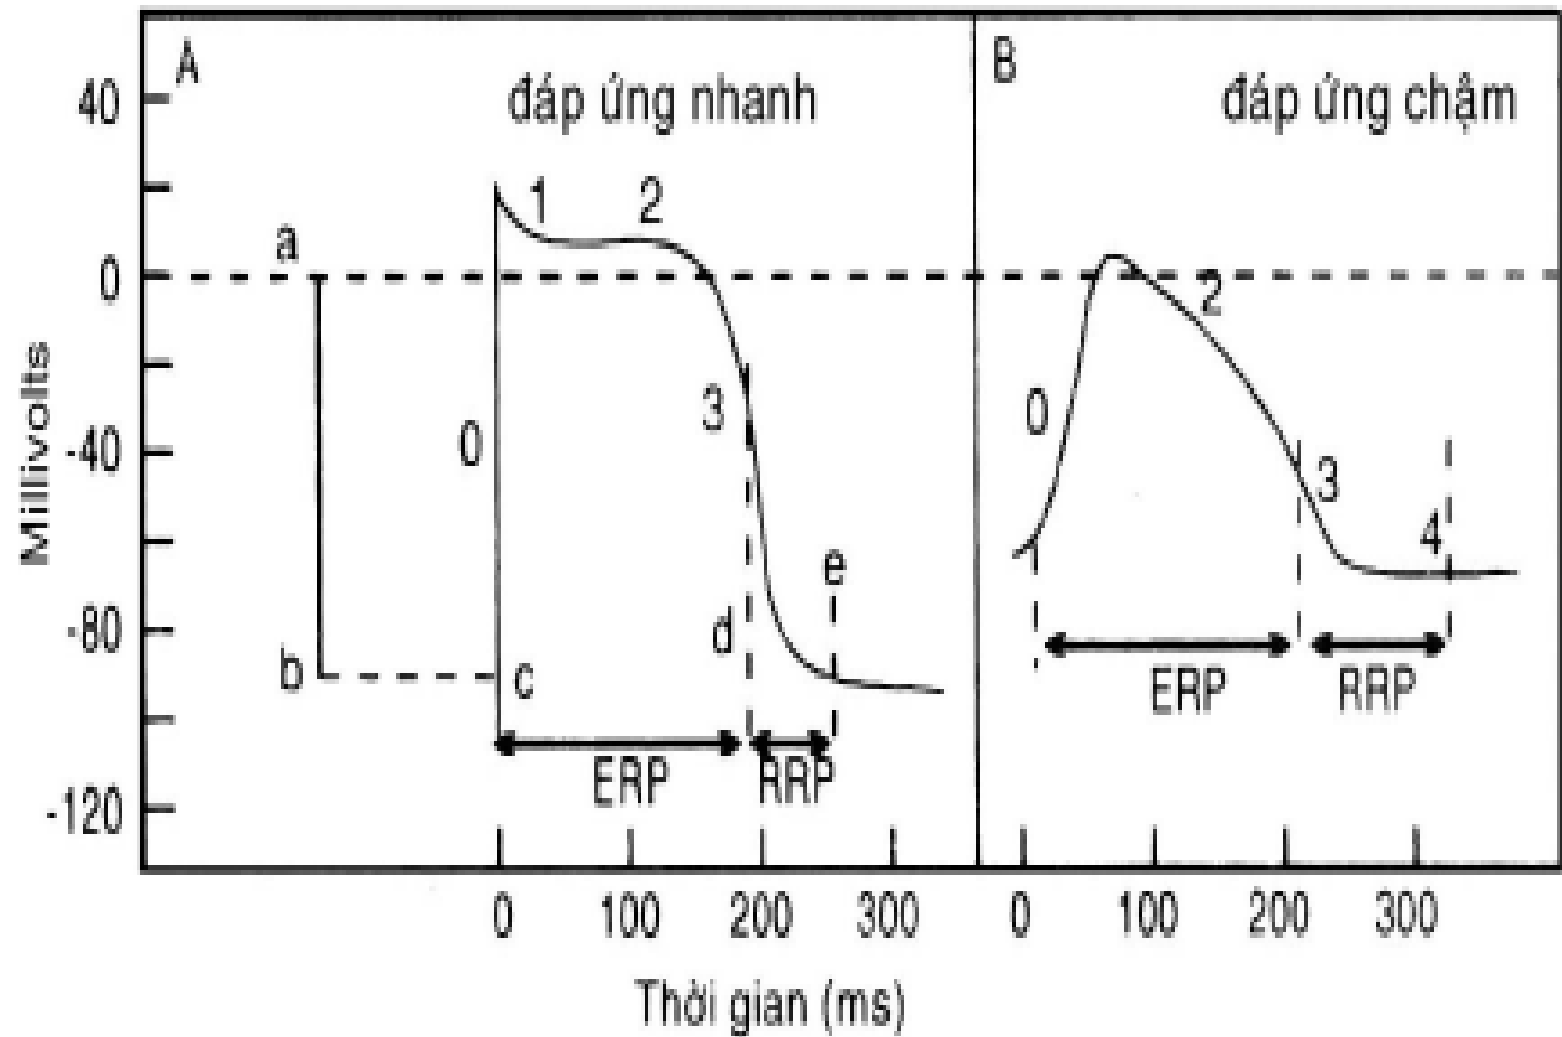 A
đáp ứng nhanh
B
đáp ứng chậm
40
0
-40
-80
-120
Millivolts
a
b
c
0
1
2
3
d
e
ERP
RRP
0
2
3
4
ERP
RRP
0
100
200
300
0
100
200
300
Thời gian (ms)